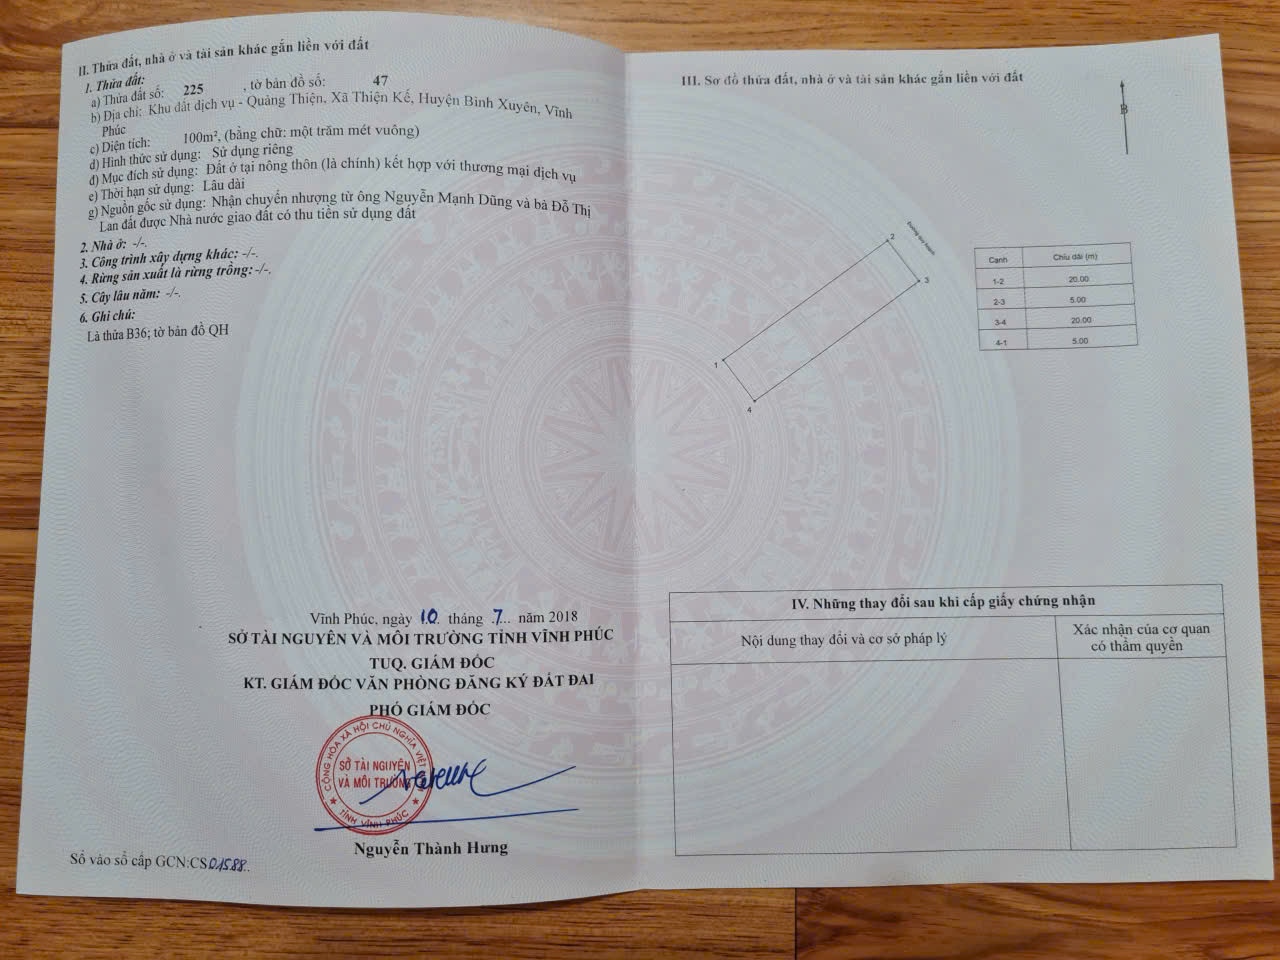 II. Thửa đất, nhà ở và tài sản khác gắn liền với đất
1. Thửa đất:
a) Thửa đất số: 225 , tờ bản đồ số: 47
b) Địa chỉ: Khu đất dịch vụ - Quảng Thiện, Xã Thiện Kế, Huyện Bình Xuyên, Vĩnh
Phúc
c) Diện tích: 100m², (bằng chữ: một trăm mét vuông)
d) Hình thức sử dụng: Sử dụng riêng
đ) Mục đích sử dụng: Đất ở tại nông thôn (là chính) kết hợp với thương mại dịch vụ
e) Thời hạn sử dụng: Lâu dài
g) Nguồn gốc sử dụng: Nhận chuyển nhượng từ ông Nguyễn Mạnh Dũng và bà Đỗ Thị
Lan đất được Nhà nước giao đất có thu tiền sử dụng đất
2. Nhà ở: -/-.
3. Công trình xây dựng khác: -/-.
4. Rừng sản xuất là rừng trồng: -/-.
5. Cây lâu năm: -/-.
6. Ghi chú:
Là thửa B36; tờ bản đồ QH
Vĩnh Phúc, ngày 10 tháng .7... năm 2018
SỞ TÀI NGUYÊN VÀ MÔI TRƯỜNG TỈNH VĨNH PHÚC
TUQ. GIÁM ĐỐC
KT. GIÁM ĐỐC VĂN PHÒNG ĐĂNG KÝ ĐẤT ĐAI
PHÓ GIÁM ĐỐC
CỘNG HÒA XÃ HỘI CHỦ NGHĨA VIỆT
SỞ TÀI NGUYÊN
VÀ MÔI TRƯỜNG
TỈNH VĨNH PHÚC
Nguyễn Thành Hưng
Số vào sổ cấp GCN:CS01588..
III. Sơ đồ thửa đất, nhà ở và tài sản khác gắn liền với đất
B
Đường quy hoạch
2
3
1
4
Cạnh Chiều dài (m)
1-2 20.00
2-3 5.00
3-4 20.00
4-1 5.00
IV. Những thay đổi sau khi cấp giấy chứng nhận
Nội dung thay đổi và cơ sở pháp lý
Xác nhận của cơ quan
có thẩm quyền